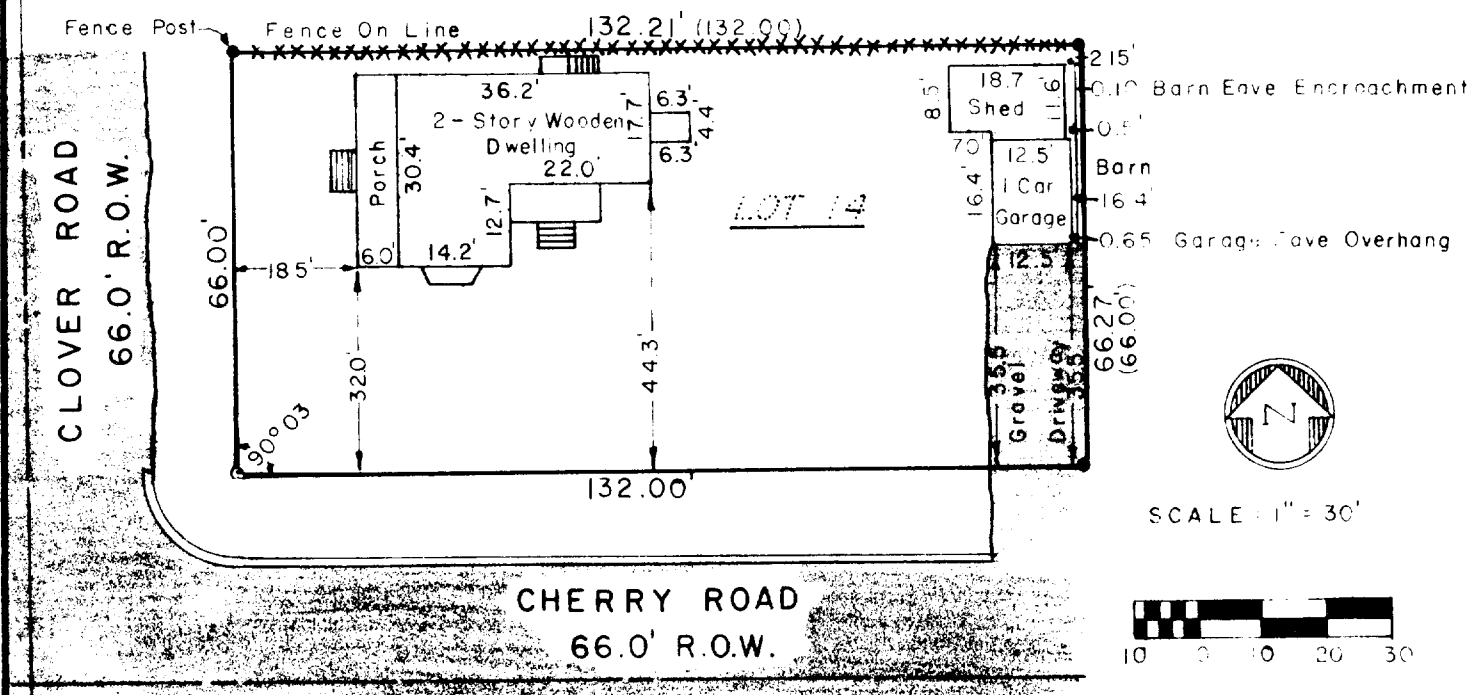 Fence Post
Fence On Line
132.21' (132.00)
2.15'
Barn Eave Encroachment
0.5'
Barn
16.4'
0.65 Garage Eave Overhang
18.7
Shed
8.5'
11.6
7.0'
12.5'
1 Car
Garage
16.4'
12.5'
36.2'
2 - Story Wooden
Dwelling
17.7'
6.3'
4.4
6.3'
22.0'
12.7'
Porch
30.4'
6.0'
14.2'
LOT 14
CLOVER ROAD
66.0' R.O.W.
66.00'
18.5'
32.0'
44.3'
90°03
35.5
Gravel
Driveway
35.5
66.27'
(66.00)
132.00'
N
SCALE : 1" = 30'
CHERRY ROAD
66.0' R.O.W.
10 0 10 20 30